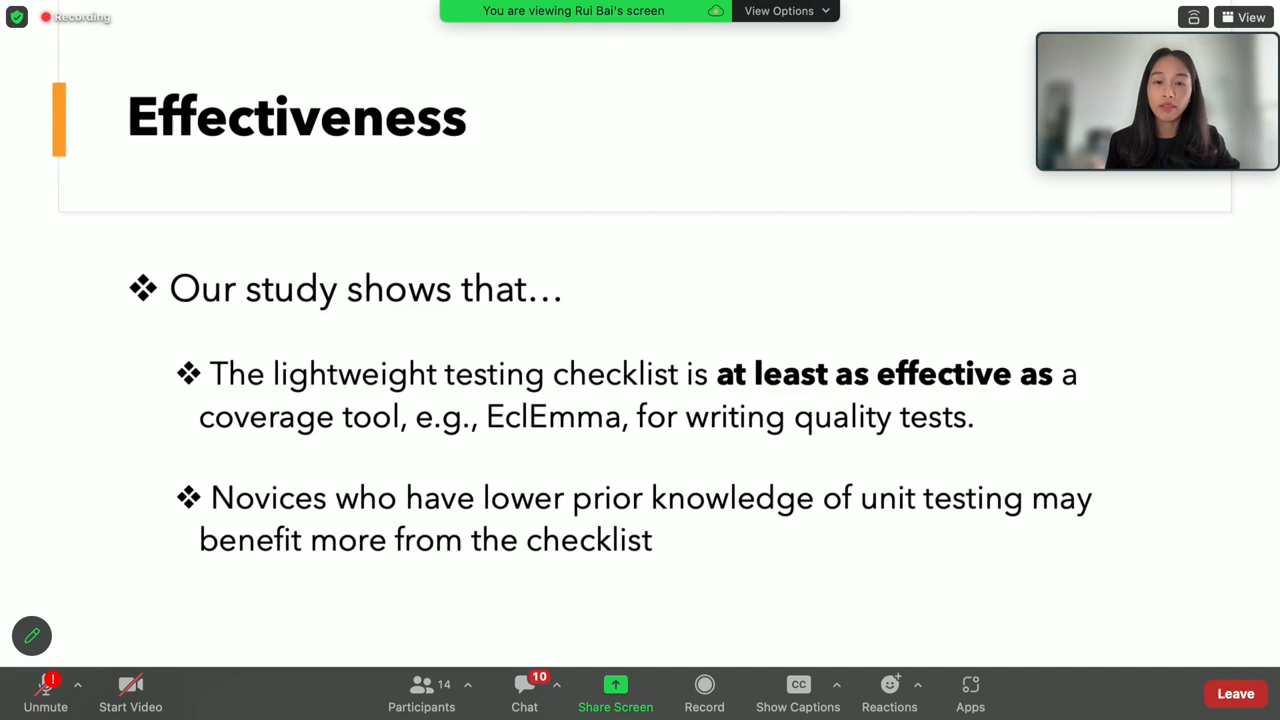 Recording
You are viewing Rui Bai's screen
View Options
View
Effectiveness
❖ Our study shows that…
❖ The lightweight testing checklist is at least as effective as a
coverage tool, e.g., EclEmma, for writing quality tests.
❖ Novices who have lower prior knowledge of unit testing may
benefit more from the checklist
Unmute
Start Video
14
Participants
10
Chat
Share Screen
Record
CC
Show Captions
Reactions
Apps
Leave